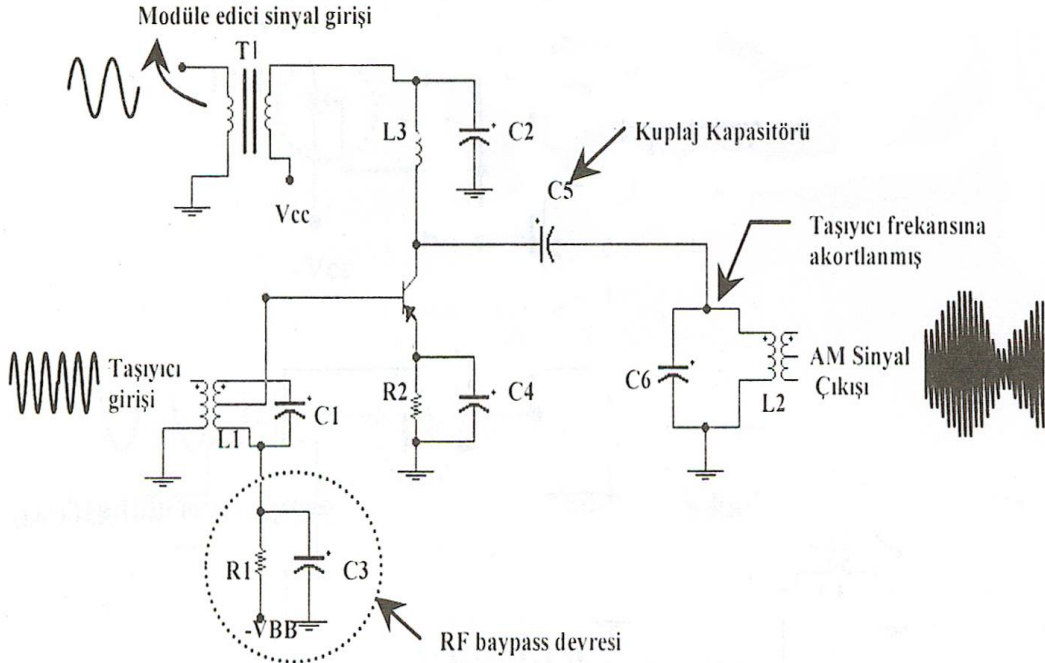 Modüle edici sinyal girişi
T1
L3
C2
Kuplaj Kapasitörü
C5
Vcc
Taşıyıcı frekansına
akortlanmış
Taşıyıcı
girişi
C1
L1
R2
C4
C6
L2
AM Sinyal
Çıkışı
R1
C3
-VBB
RF baypass devresi